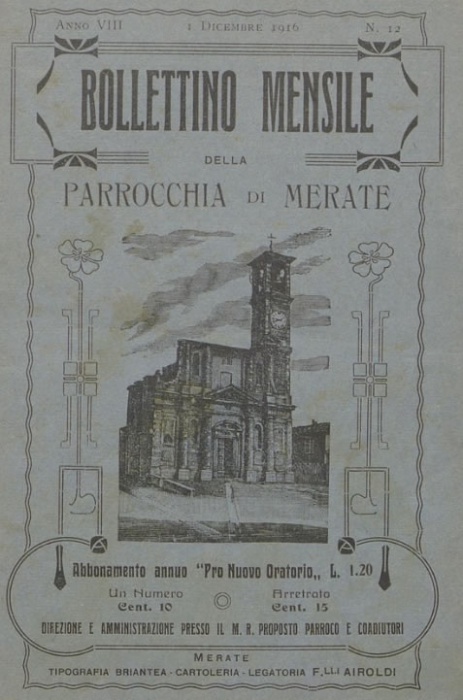 ANNO VIII 1 DICEMBRE 1916 N. 12
BOLLETTINO MENSILE
DELLA
PARROCCHIA DI MERATE
Abbonamento annuo "Pro Nuovo Oratorio„ L. 1.20
Un Numero Arretrato
Cent. 10 Cent. 15
DIREZIONE E AMMINISTRAZIONE PRESSO IL M. R. PROPOSTO PARROCO E COADIUTORI
MERATE
TIPOGRAFIA BRIANTEA - CARTOLERIA - LEGATORIA F.LLI AIROLDI